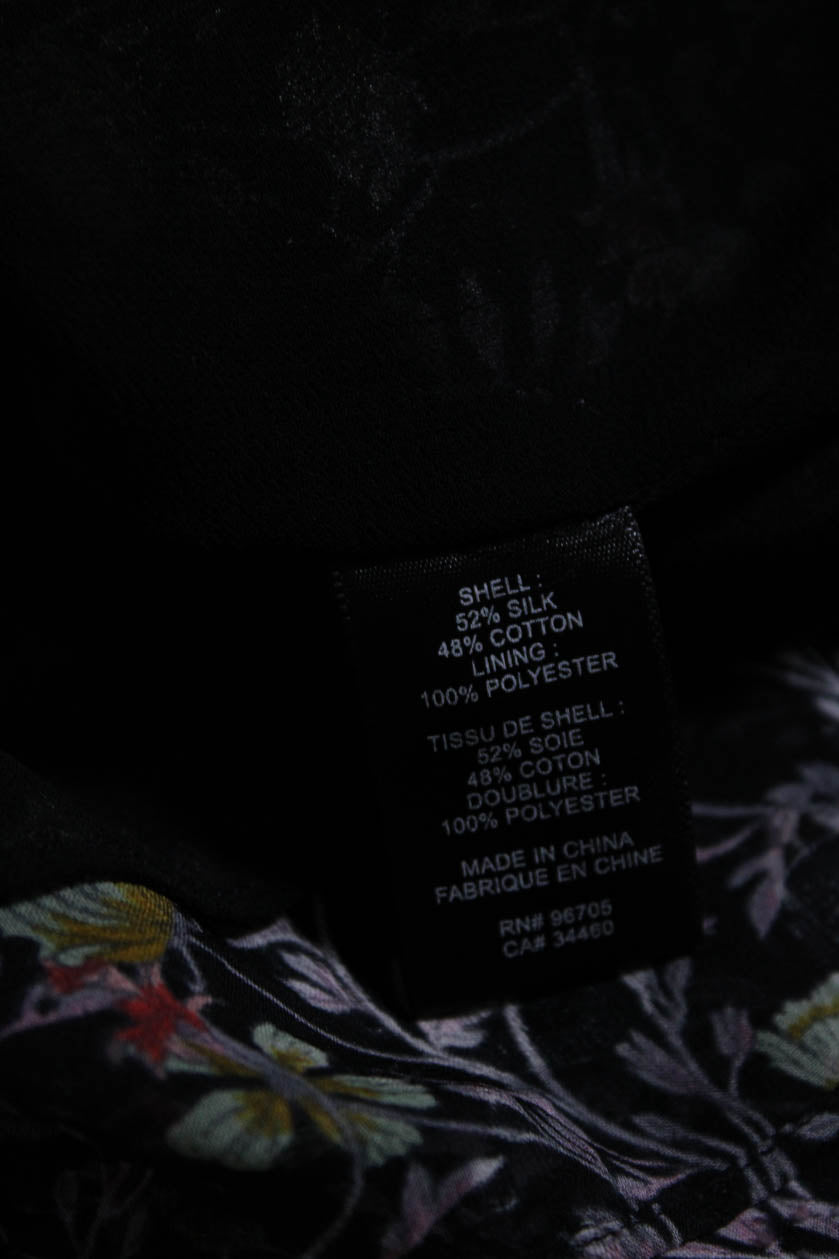 SHELL :
52% SILK
48% COTTON
LINING :
100% POLYESTER
TISSU DE SHELL :
52% SOIE
48% COTON
DOUBLURE :
100% POLYESTER
MADE IN CHINA
FABRIQUE EN CHINE
RN# 96705
CA# 34460